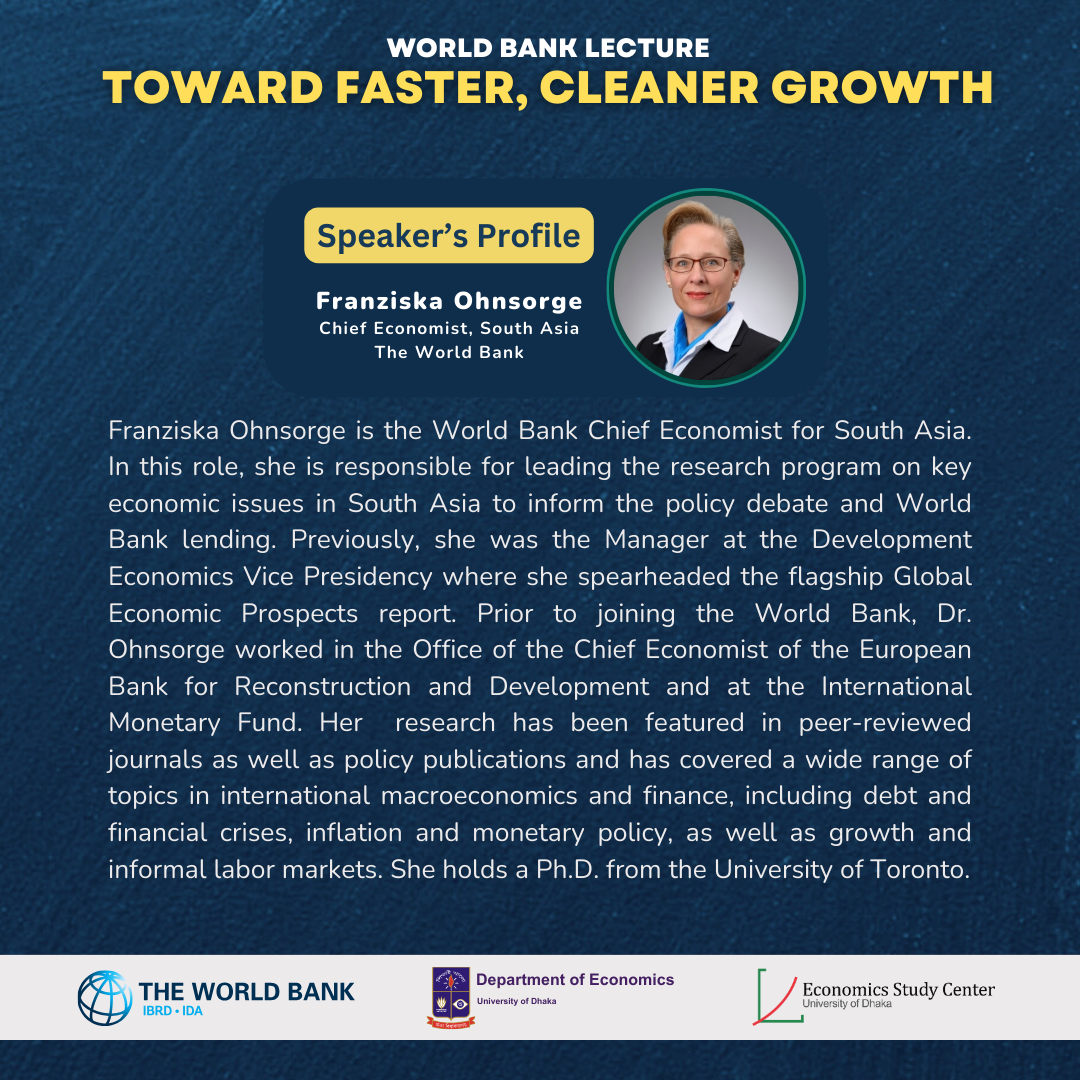 WORLD BANK LECTURE
TOWARD FASTER, CLEANER GROWTH
Speaker’s Profile
Franziska Ohnsorge
Chief Economist, South Asia
The World Bank
Franziska Ohnsorge is the World Bank Chief Economist for South Asia.
In this role, she is responsible for leading the research program on key
economic issues in South Asia to inform the policy debate and World
Bank lending. Previously, she was the Manager at the Development
Economics Vice Presidency where she spearheaded the flagship Global
Economic Prospects report. Prior to joining the World Bank, Dr.
Ohnsorge worked in the Office of the Chief Economist of the European
Bank for Reconstruction and Development and at the International
Monetary Fund. Her research has been featured in peer-reviewed
journals as well as policy publications and has covered a wide range of
topics in international macroeconomics and finance, including debt and
financial crises, inflation and monetary policy, as well as growth and
informal labor markets. She holds a Ph.D. from the University of Toronto.
THE WORLD BANK
IBRD • IDA
Department of Economics
University of Dhaka
Economics Study Center
University of Dhaka